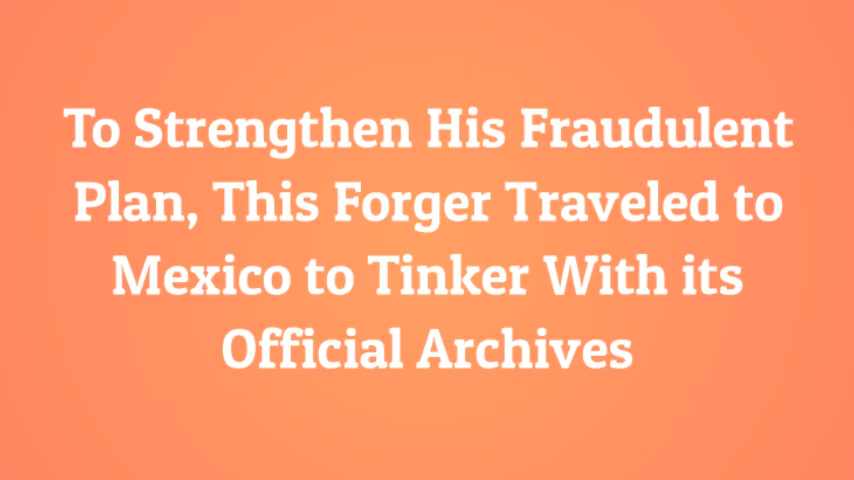 To Strengthen His Fraudulent
Plan, This Forger Traveled to
Mexico to Tinker With its
Official Archives